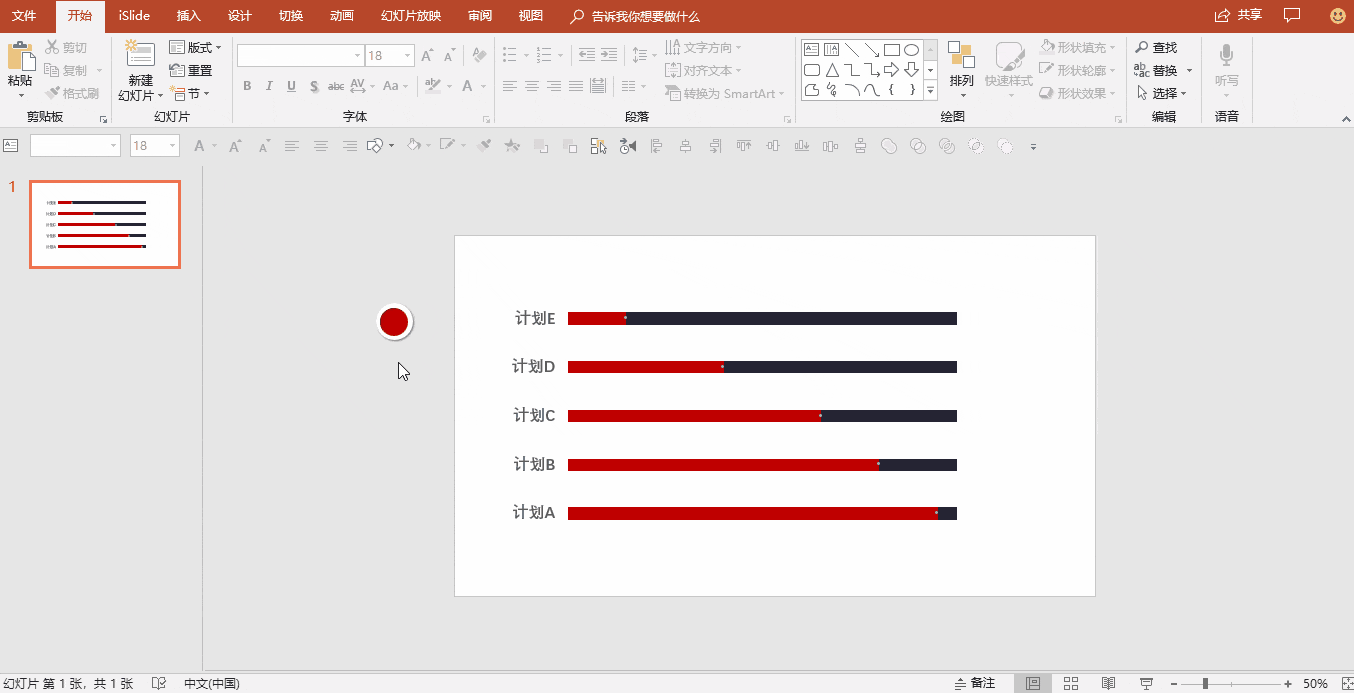 文件 开始 iSlide 插入 设计 切换 动画 幻灯片放映 审阅 视图 告诉我你想要做什么 共享
剪切 版式 18 文字方向 形状填充 查找
粘贴 复制 新建 重置 对齐文本 排列 快速样式 形状轮廓 替换 听写
格式刷 幻灯片 节 B I U S abc AV Aa A 转换为 SmartArt 形状效果 选择
剪贴板 幻灯片 字体 段落 绘图 编辑 语音
18 A A A
1
计划E
计划D
计划C
计划B
计划A
幻灯片 第 1 张，共 1 张 中文(中国) 备注 50%